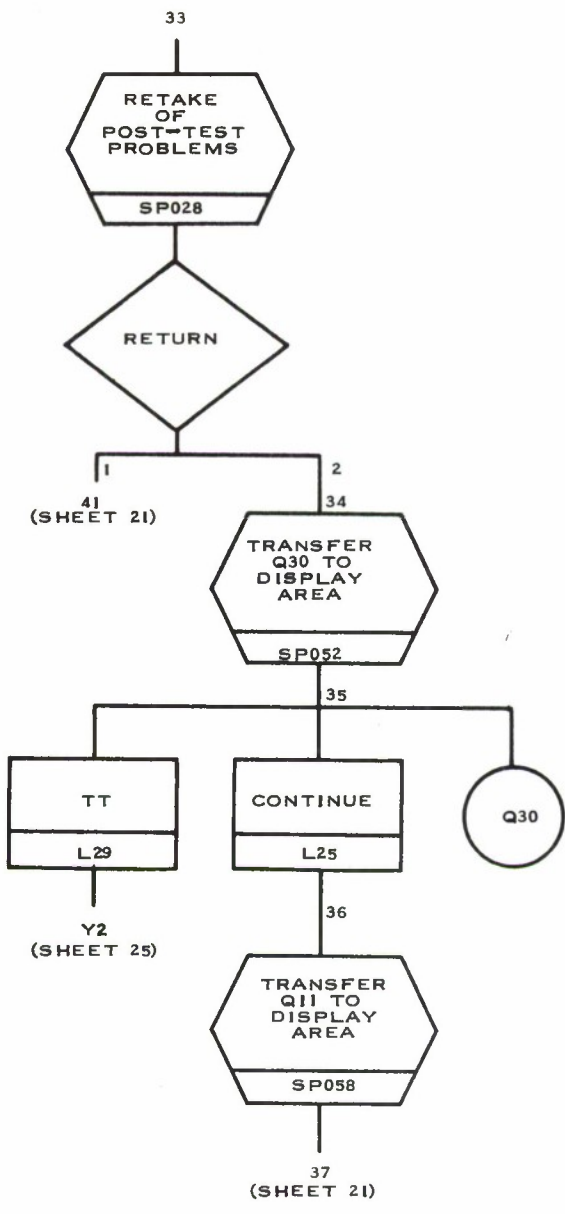 33
RETAKE
OF
POST-TEST
PROBLEMS
SP028
RETURN
1
2
41
(SHEET 21)
34
TRANSFER
Q30 TO
DISPLAY
AREA
SP052
35
TT
L29
CONTINUE
L25
Q30
Y2
(SHEET 25)
36
TRANSFER
Q11 TO
DISPLAY
AREA
SP058
37
(SHEET 21)